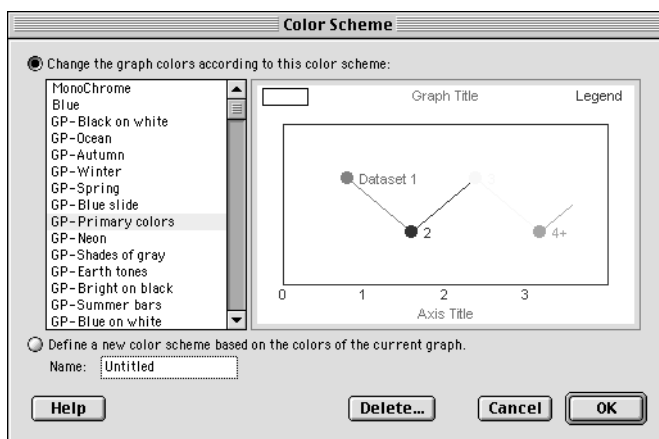 Color Scheme
Change the graph colors according to this color scheme:
MonoChrome
Blue
GP-Black on white
GP-Ocean
GP-Autumn
GP-Winter
GP-Spring
GP-Blue slide
GP-Primary colors
GP-Neon
GP-Shades of gray
GP-Earth tones
GP-Bright on black
GP-Summer bars
GP-Blue on white
Graph Title
Legend
Dataset 1
3
2
4+
0 1 2 3
Axis Title
Define a new color scheme based on the colors of the current graph.
Name: Untitled
Help Delete... Cancel OK